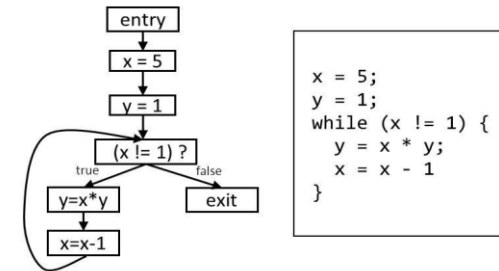 entry
x = 5
y = 1
(x != 1) ?
true
false
y=x*y
exit
x=x-1
x = 5;
y = 1;
while (x != 1) {
y = x * y;
x = x - 1
}